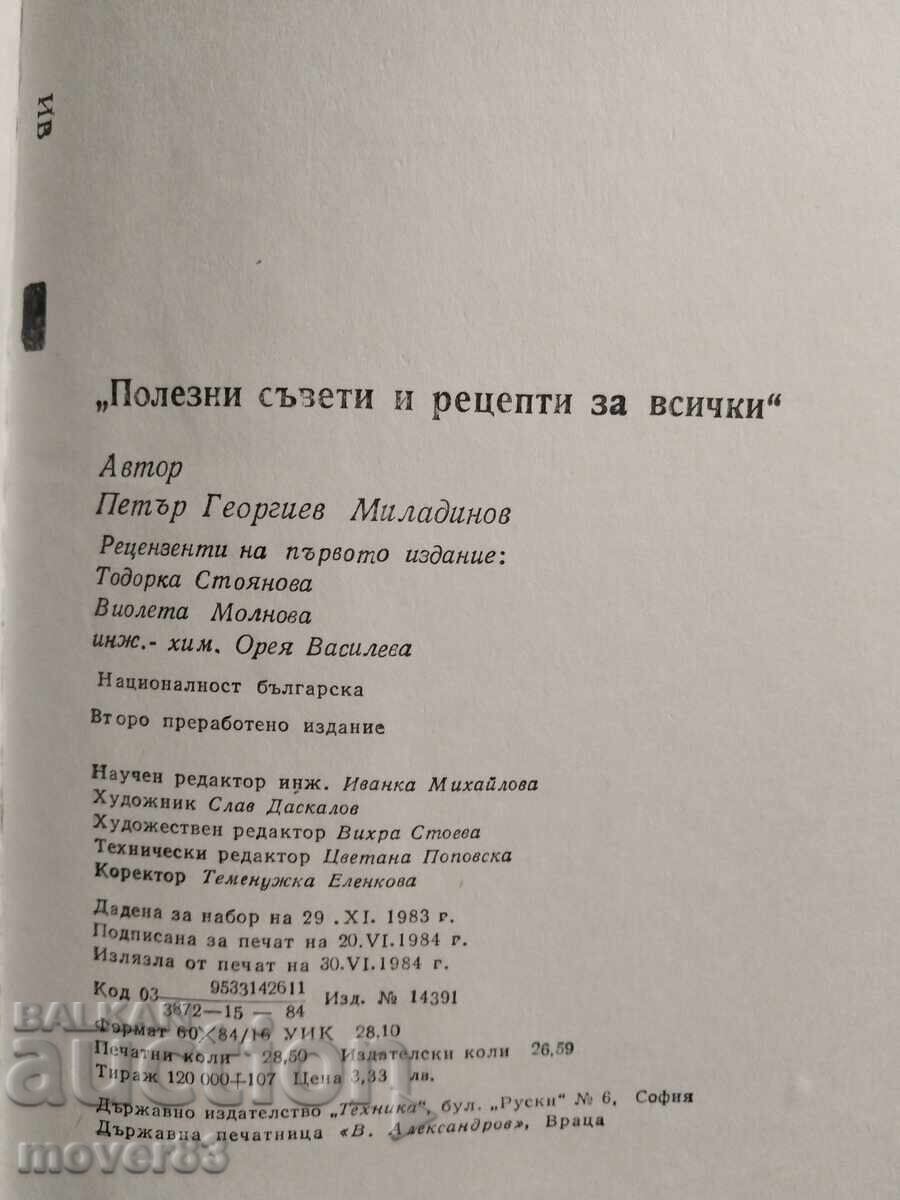 ИВ
„Полезни съвети и рецепти за всички“
Автор
Петър Георгиев Миладинов
Рецензенти на първото издание:
Тодорка Стоянова
Виолета Молнова
инж.- хим. Орея Василева
Националност българска
Второ преработено издание
Научен редактор инж. Иванка Михайлова
Художник Слав Даскалов
Художествен редактор Вихра Стоева
Технически редактор Цветана Поповска
Коректор Теменужка Еленкова
Дадена за набор на 29 .XI. 1983 г.
Подписана за печат на 20.VI.1984 г.
Излязла от печат на 30.VI.1984 г.
Код 03 9533142611 Изд. № 14391
3872—15 — 84
Формат 60×84/16 УИК 28,10
Печатни коли 28,50 Издателски коли 26,59
Тираж 120 000+107 Цена 3,33 лв.
Държавно издателство „Техника“, бул. „Руски“ № 6, София
Държавна печатница «В. Александров», Враца
BALKAN
auction
mover83